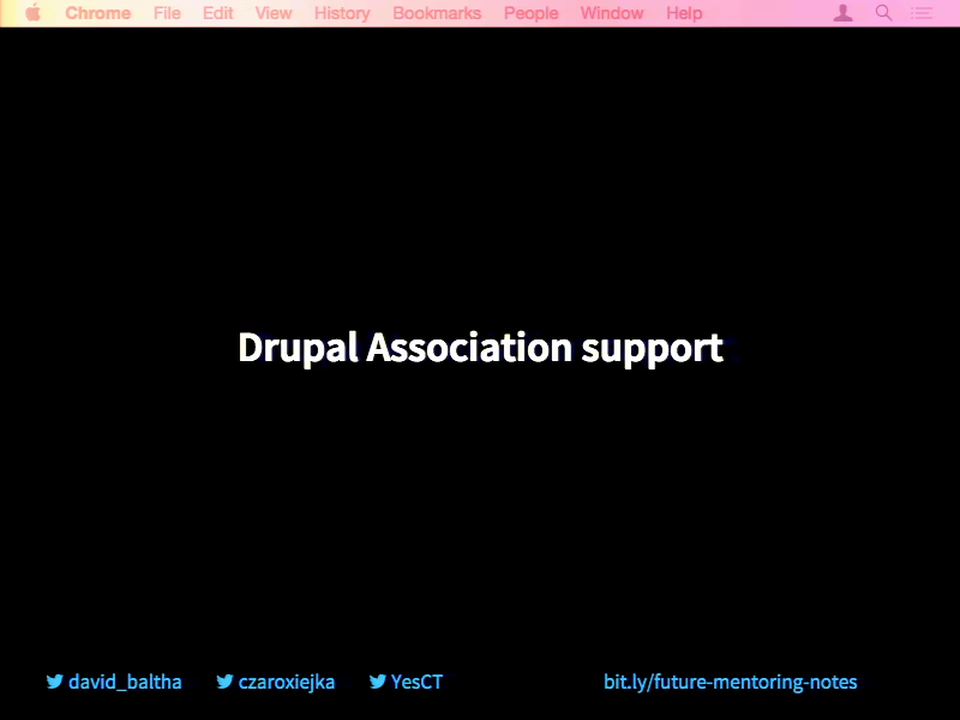 Chrome File Edit View History Bookmarks People Window Help
Drupal Association support
david_baltha czaroxiejka YesCT bit.ly/future-mentoring-notes